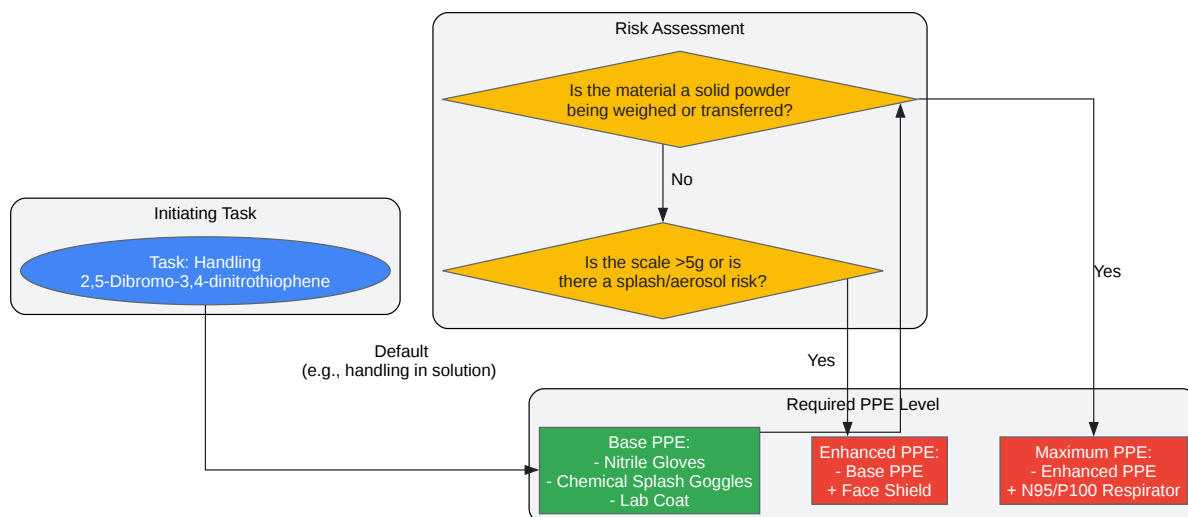 Risk Assessment
Is the material a solid powder
being weighed or transferred?
No
Initiating Task
Task: Handling
2,5-Dibromo-3,4-dinitrothiophene
Is the scale >5g or is
there a splash/aerosol risk?
Yes
Default
(e.g., handling in solution)
Yes
Required PPE Level
Base PPE:
- Nitrile Gloves
- Chemical Splash Goggles
- Lab Coat
Enhanced PPE:
- Base PPE
+ Face Shield
Maximum PPE:
- Enhanced PPE
+ N95/P100 Respirator